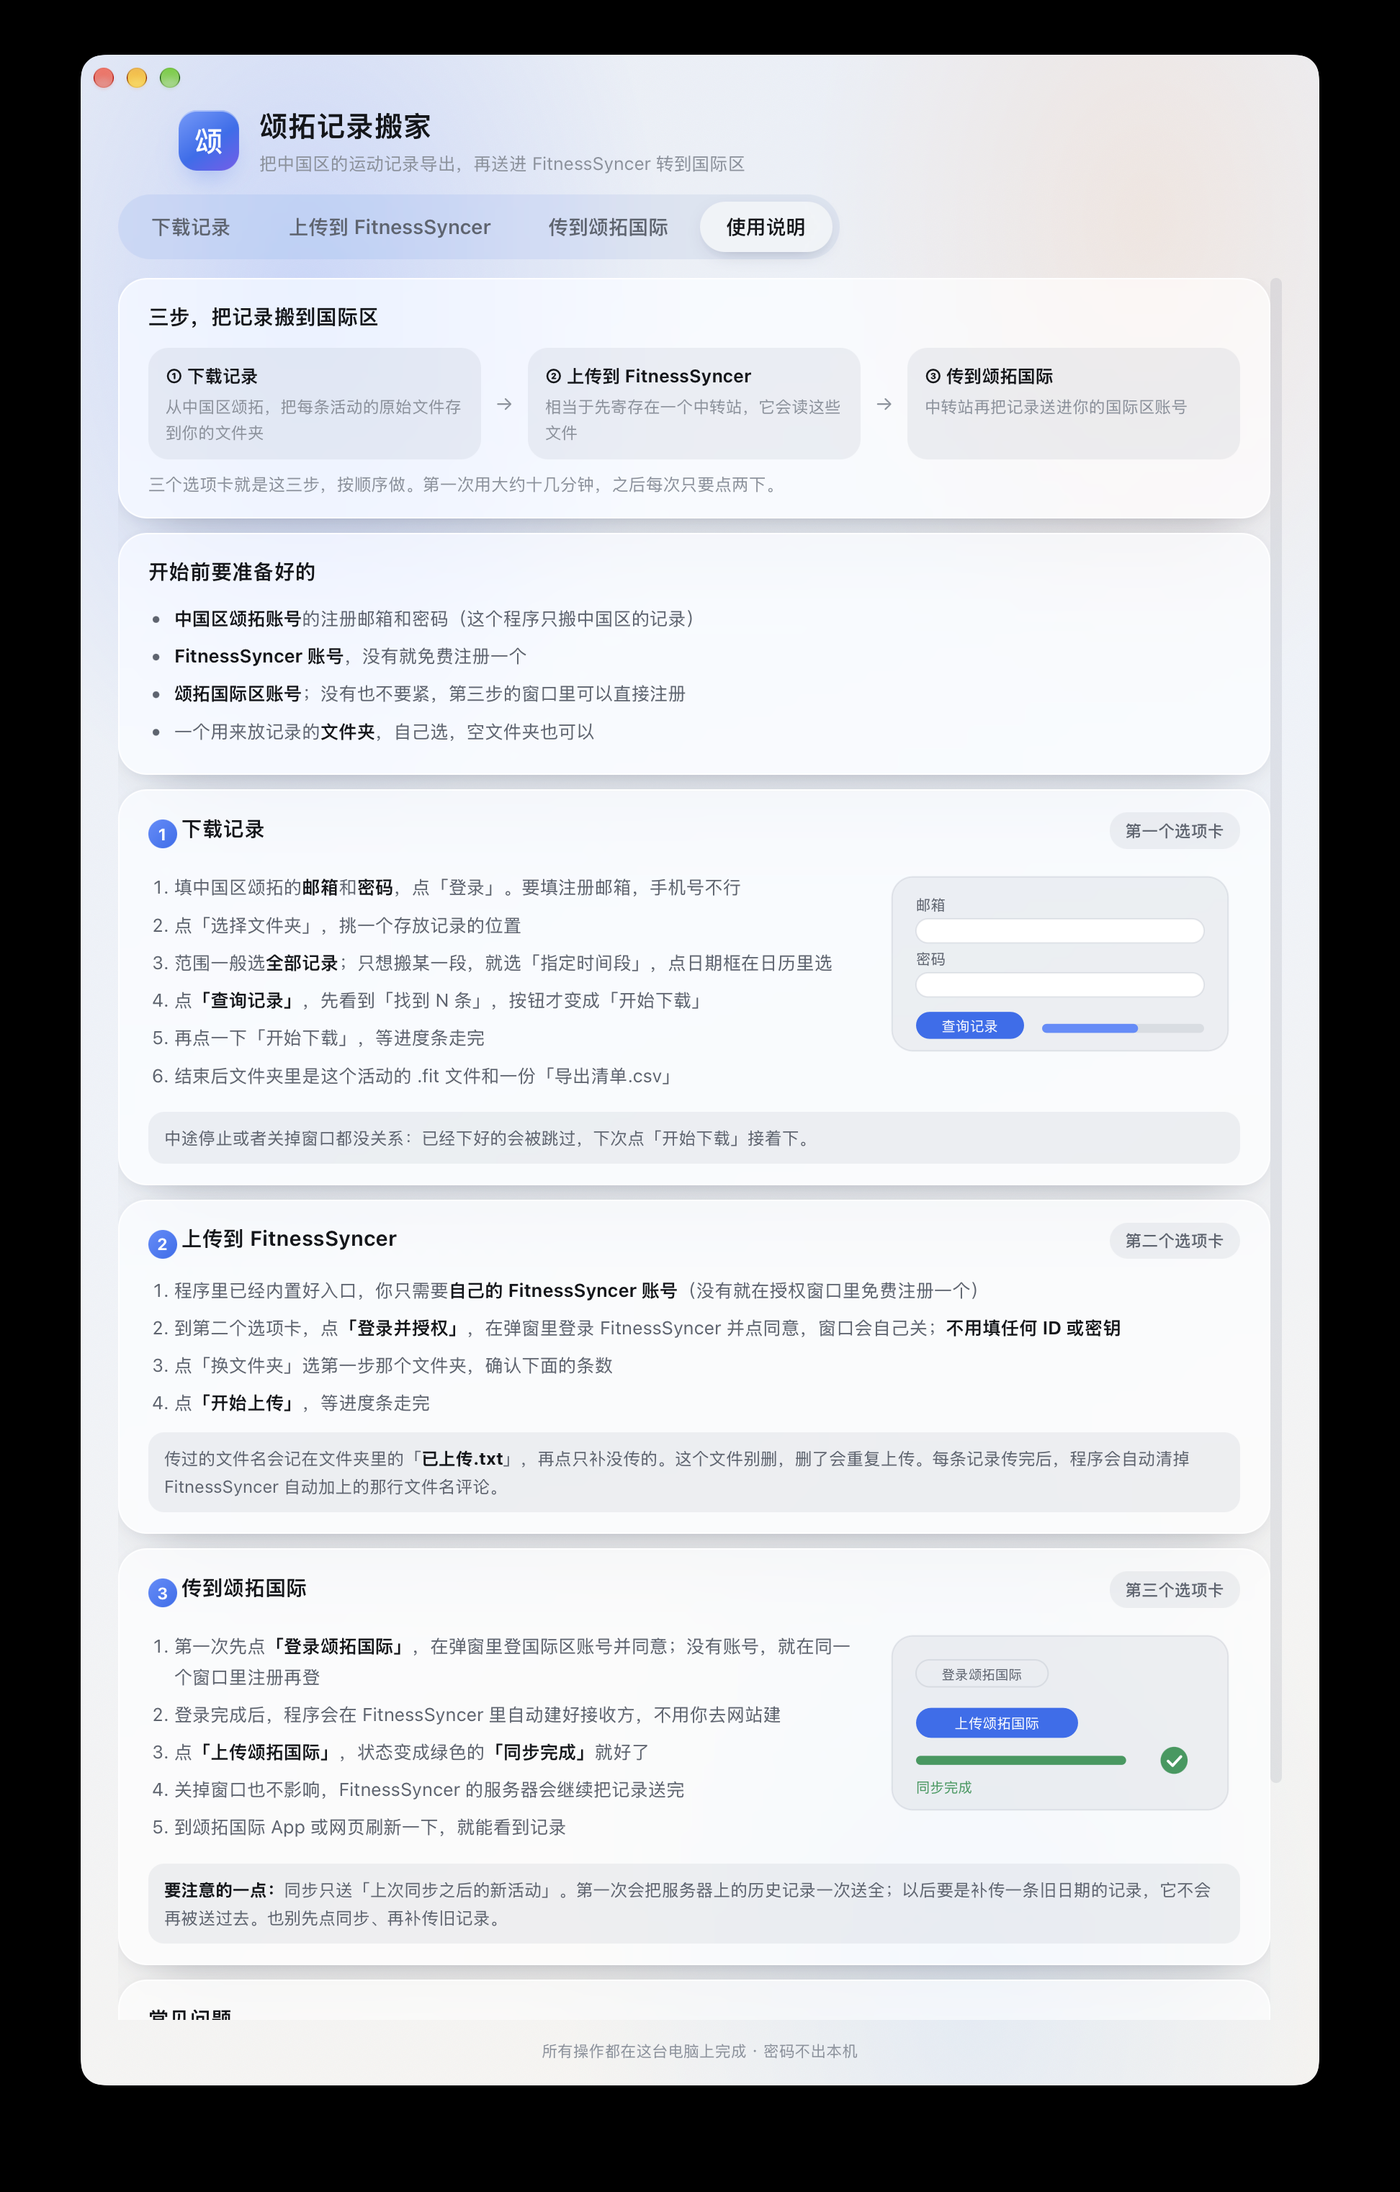 颂
颂拓记录搬家
把中国区的运动记录导出，再送进 FitnessSyncer 转到国际区
下载记录
上传到 FitnessSyncer
传到颂拓国际
使用说明
三步，把记录搬到国际区
① 下载记录
从中国区颂拓，把每条活动的原始文件存
到你的文件夹
→
② 上传到 FitnessSyncer
相当于先寄存在一个中转站，它会读这些
文件
→
③ 传到颂拓国际
中转站再把记录送进你的国际区账号
三个选项卡就是这三步，按顺序做。第一次用大约十几分钟，之后每次只要点两下。
开始前要准备好的
• 中国区颂拓账号的注册邮箱和密码（这个程序只搬中国区的记录）
• FitnessSyncer 账号，没有就免费注册一个
• 颂拓国际区账号；没有也不要紧，第三步的窗口里可以直接注册
• 一个用来放记录的文件夹，自己选，空文件夹也可以
1 下载记录
第一个选项卡
1. 填中国区颂拓的邮箱和密码，点「登录」。要填注册邮箱，手机号不行
2. 点「选择文件夹」，挑一个存放记录的位置
3. 范围一般选全部记录；只想搬某一段，就选「指定时间段」，点日期框在日历里选
4. 点「查询记录」，先看到「找到 N 条」，按钮才变成「开始下载」
5. 再点一下「开始下载」，等进度条走完
6. 结束后文件夹里是这个活动的 .fit 文件和一份「导出清单.csv」
邮箱
密码
查询记录
中途停止或者关掉窗口都没关系：已经下好的会被跳过，下次点「开始下载」接着下。
2 上传到 FitnessSyncer
第二个选项卡
1. 程序里已经内置好入口，你只需要自己的 FitnessSyncer 账号（没有就在授权窗口里免费注册一个）
2. 到第二个选项卡，点「登录并授权」，在弹窗里登录 FitnessSyncer 并点同意，窗口会自己关；不用填任何 ID 或密钥
3. 点「换文件夹」选第一步那个文件夹，确认下面的条数
4. 点「开始上传」，等进度条走完
传过的文件名会记在文件夹里的「已上传.txt」，再点只补没传的。这个文件别删，删了会重复上传。每条记录传完后，程序会自动清掉
FitnessSyncer 自动加上的那行文件名评论。
3 传到颂拓国际
第三个选项卡
1. 第一次先点「登录颂拓国际」，在弹窗里登国际区账号并同意；没有账号，就在同一
个窗口里注册再登
2. 登录完成后，程序会在 FitnessSyncer 里自动建好接收方，不用你去网站建
3. 点「上传颂拓国际」，状态变成绿色的「同步完成」就好了
4. 关掉窗口也不影响，FitnessSyncer 的服务器会继续把记录送完
5. 到颂拓国际 App 或网页刷新一下，就能看到记录
登录颂拓国际
上传颂拓国际
同步完成
要注意的一点：同步只送「上次同步之后的新活动」。第一次会把服务器上的历史记录一次送全；以后要是补传一条旧日期的记录，它不会
再被送过去。也别先点同步、再补传旧记录。
常见问题
所有操作都在这台电脑上完成 · 密码不出本机